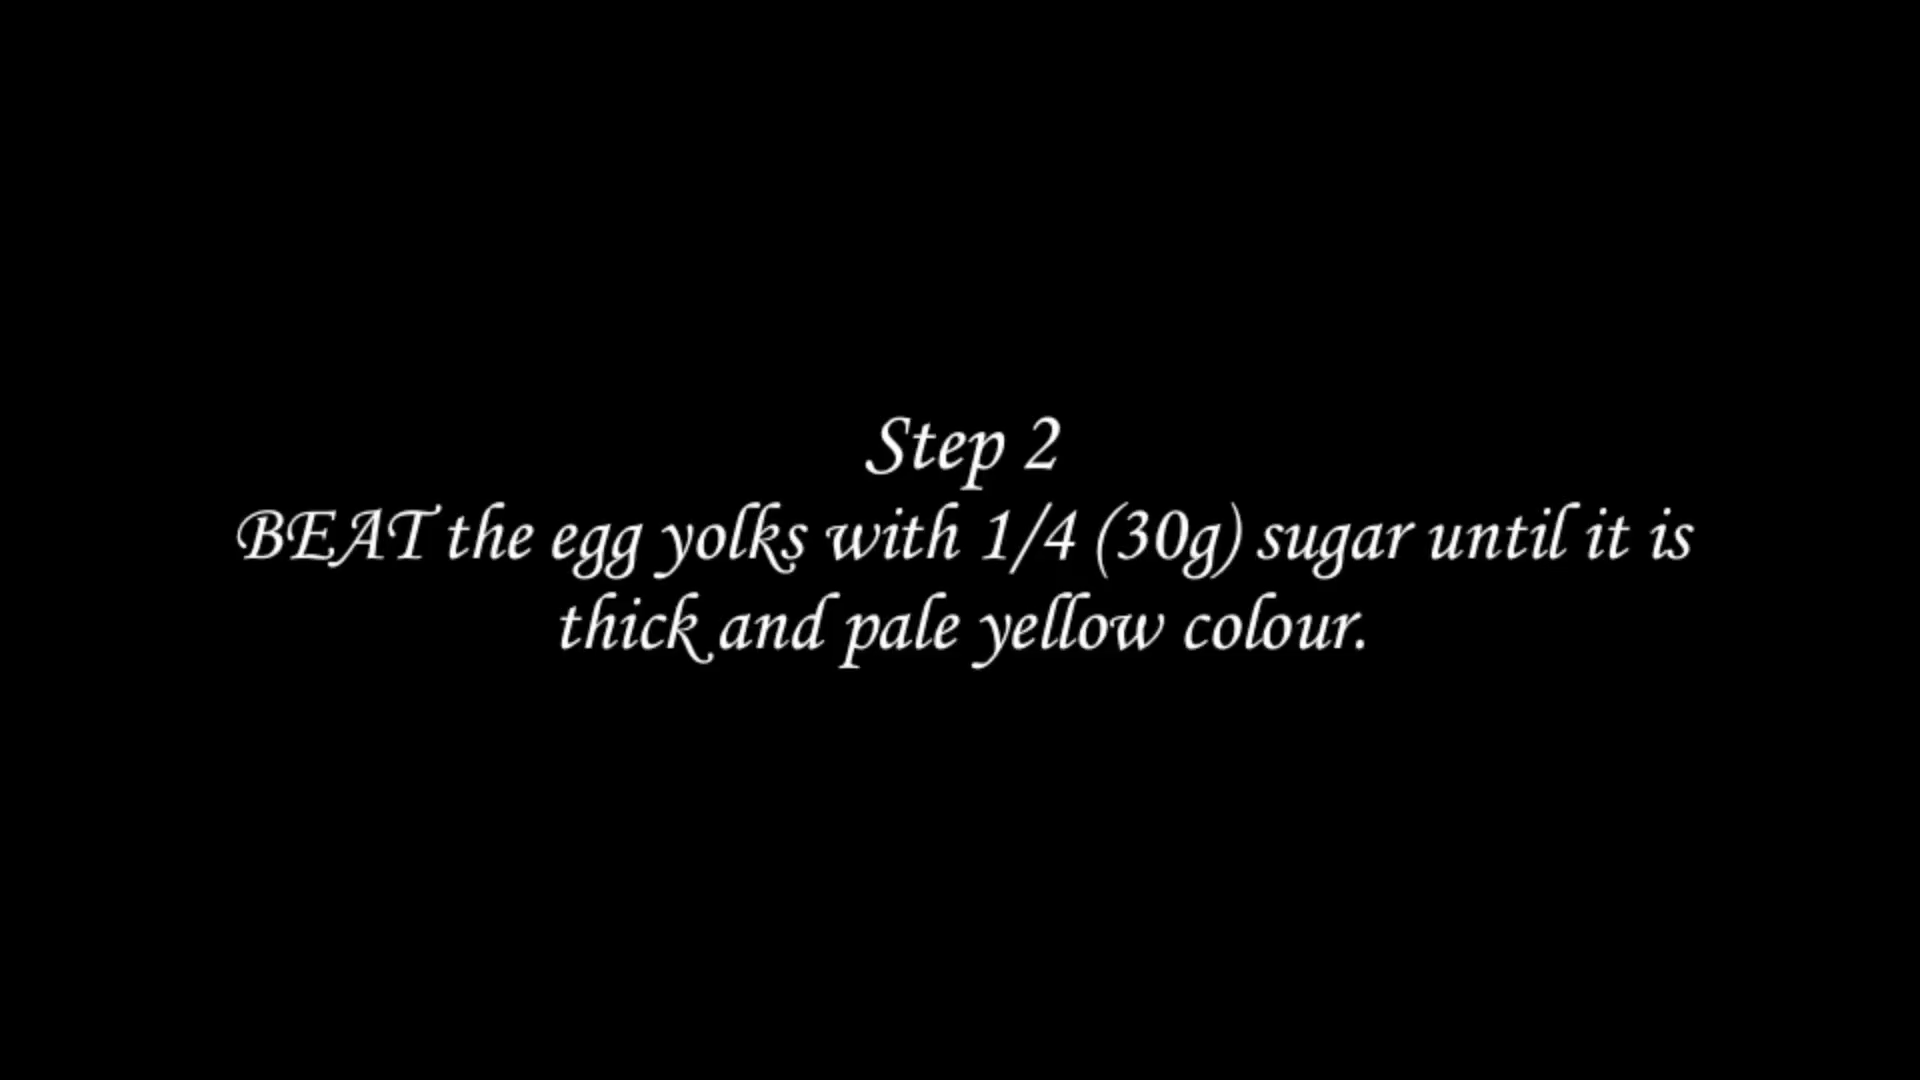 Step 2
BEAT the egg yolks with 1/4 (30g) sugar until it is
thick and pale yellow colour.